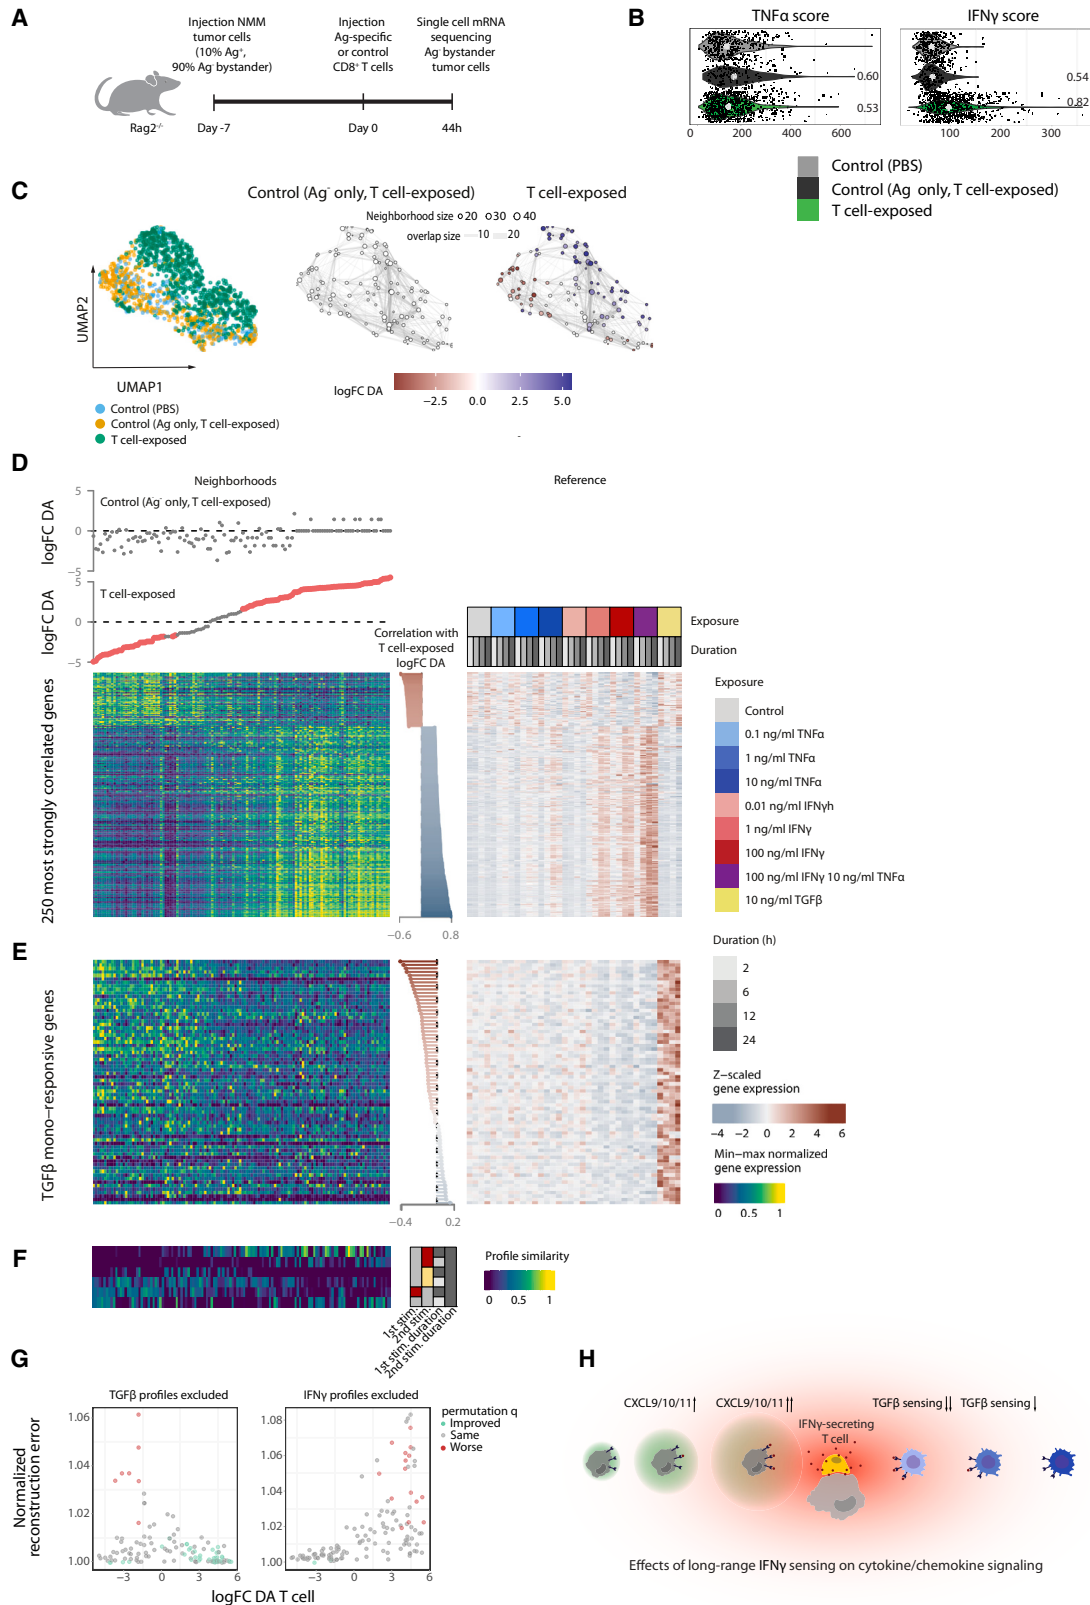 A
Injection NMM
tumor cells
(10% Ag⁺,
90% Ag⁻ bystander)
Injection
Ag-specific
or control
CD8⁺ T cells
Single cell mRNA
sequencing
Ag⁻ bystander
tumor cells
Rag2⁻/⁻
Day -7
Day 0
44h
B
TNFα score
IFNγ score
0.60
0.53
0.54
0.82
0 200 400 600
100 200 300
Control (PBS)
Control (Ag⁻ only, T cell-exposed)
T cell-exposed
C
Control (Ag⁻ only, T cell-exposed)
T cell-exposed
Neighborhood size 20 30 40
overlap size 10 20
UMAP2
UMAP1
Control (PBS)
Control (Ag⁻ only, T cell-exposed)
T cell-exposed
logFC DA
−2.5 0.0 2.5 5.0
D
Neighborhoods
Reference
logFC DA
5
0
−5
Control (Ag⁻ only, T cell-exposed)
logFC DA
5
0
−5
T cell-exposed
Correlation with
T cell-exposed
logFC DA
Exposure
Duration
250 most strongly correlated genes
−0.6 0.8
Exposure
Control
0.1 ng/ml TNFα
1 ng/ml TNFα
10 ng/ml TNFα
0.01 ng/ml IFNγh
1 ng/ml IFNγ
100 ng/ml IFNγ
100 ng/ml IFNγ 10 ng/ml TNFα
10 ng/ml TGFβ
Duration (h)
2
6
12
24
Z−scaled
gene expression
−4 −2 0 2 4 6
Min−max normalized
gene expression
0 0.5 1
E
TGFβ mono−responsive genes
−0.4 0.2
F
1st stim.
2nd stim.
1st stim. duration
2nd stim. duration
Profile similarity
0 0.5 1
G
TGFβ profiles excluded
IFNγ profiles excluded
Normalized
reconstruction error
1.06
1.04
1.02
1.00
1.08
1.06
1.04
1.02
1.00
−3 0 3 6
−3 0 3 6
logFC DA T cell
permutation q
Improved
Same
Worse
H
CXCL9/10/11↑
CXCL9/10/11↑↑
IFNγ-secreting
T cell
TGFβ sensing↓↓
TGFβ sensing↓
Effects of long-range IFNγ sensing on cytokine/chemokine signaling